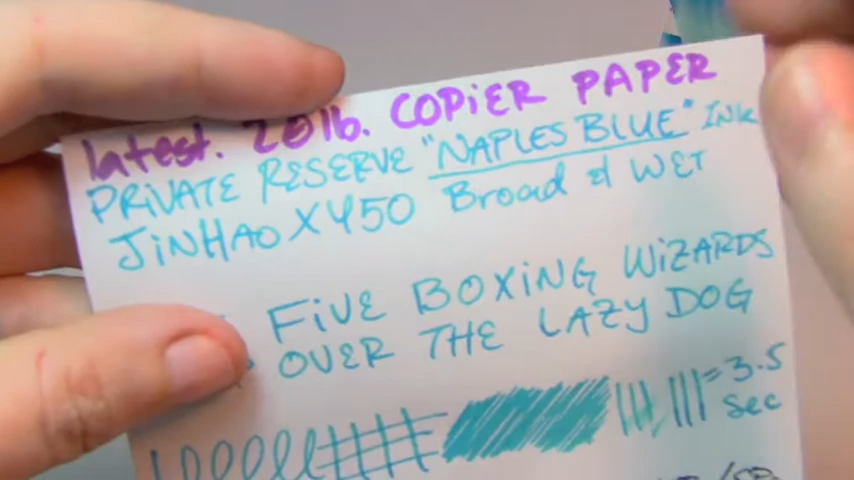 latest. 20lb. COPiER PAPER
PRiVATE RESERVE "NAPLES BLUE" INK
JiNHAO X450 Broad & WET
FiVE BOXiNG WiZARDS
OVER THE LAZY DOG
= 3.5
Sec